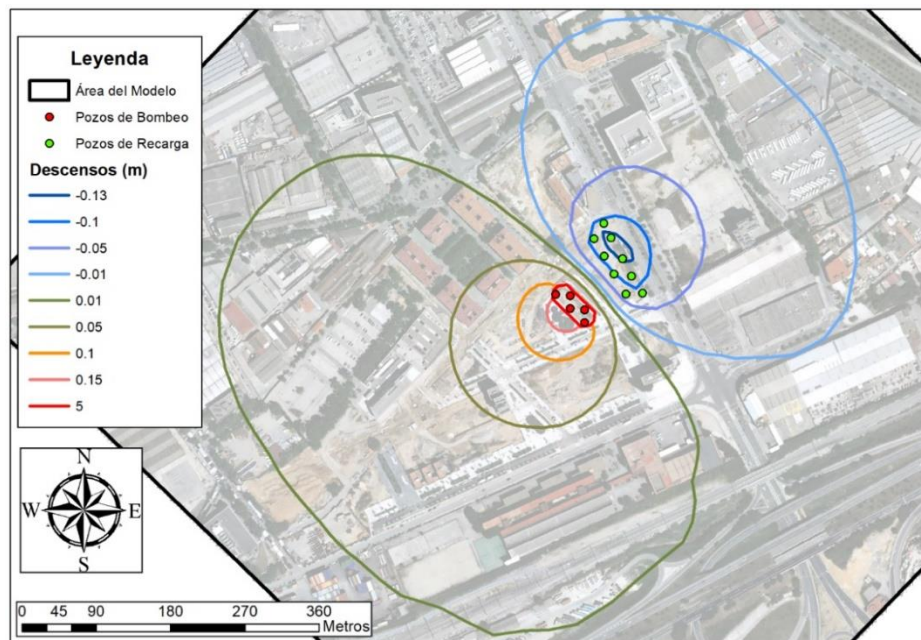 Leyenda
Área del Modelo
Pozos de Bombeo
Pozos de Recarga
Descensos (m)
-0.13
-0.1
-0.05
-0.01
0.01
0.05
0.1
0.15
5
N
W E
S
0 45 90 180 270 360
Metros